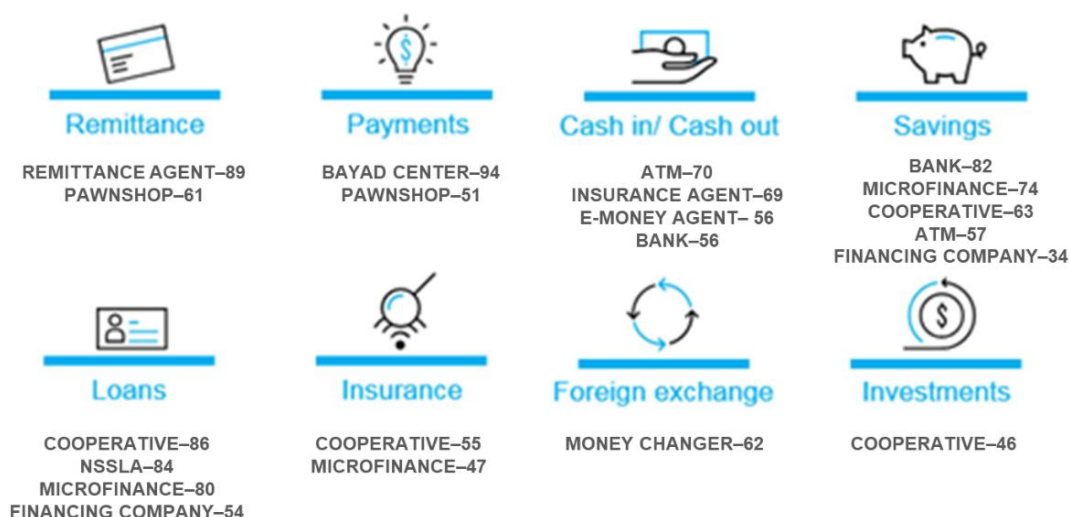 Remittance
REMITTANCE AGENT–89
PAWNSHOP–61
Payments
BAYAD CENTER–94
PAWNSHOP–51
Cash in/ Cash out
ATM–70
INSURANCE AGENT–69
E-MONEY AGENT– 56
BANK–56
Savings
BANK–82
MICROFINANCE–74
COOPERATIVE–63
ATM–57
FINANCING COMPANY–34
Loans
COOPERATIVE–86
NSSLA–84
MICROFINANCE–80
FINANCING COMPANY–54
Insurance
COOPERATIVE–55
MICROFINANCE–47
Foreign exchange
MONEY CHANGER–62
Investments
COOPERATIVE–46